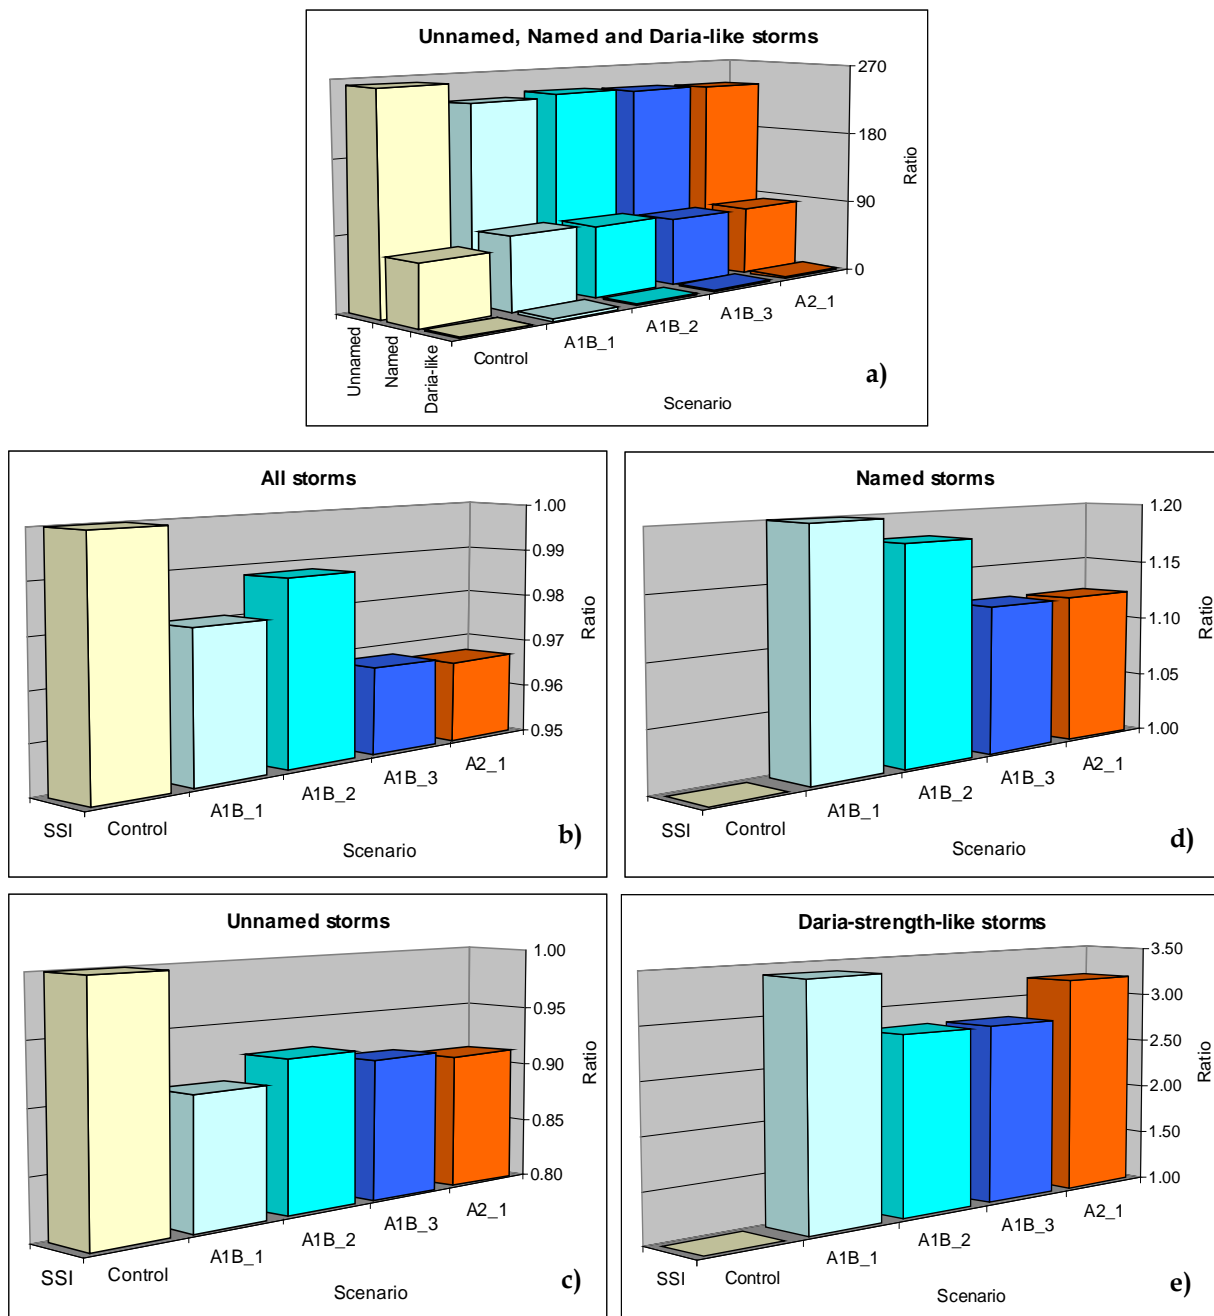 Unnamed, Named and Daria-like storms
270
180
90
0
Ratio
Unnamed
Named
Daria-like
Control
A1B_1
A1B_2
A1B_3
A2_1
Scenario
a)
All storms
1.00
0.99
0.98
0.97
0.96
0.95
Ratio
SSI
Control
A1B_1
A1B_2
A1B_3
A2_1
Scenario
b)
Named storms
1.20
1.15
1.10
1.05
1.00
Ratio
SSI
Control
A1B_1
A1B_2
A1B_3
A2_1
Scenario
d)
Unnamed storms
1.00
0.95
0.90
0.85
0.80
Ratio
SSI
Control
A1B_1
A1B_2
A1B_3
A2_1
Scenario
c)
Daria-strength-like storms
3.50
3.00
2.50
2.00
1.50
1.00
Ratio
SSI
Control
A1B_1
A1B_2
A1B_3
A2_1
Scenario
e)